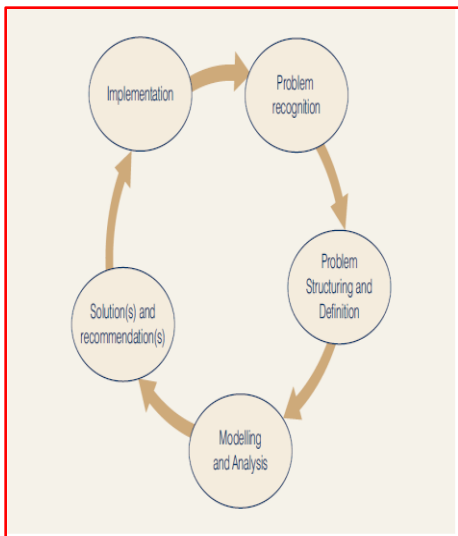 Implementation
Problem
recognition
Problem
Structuring and
Definition
Modelling
and Analysis
Solution(s) and
recommendation(s)